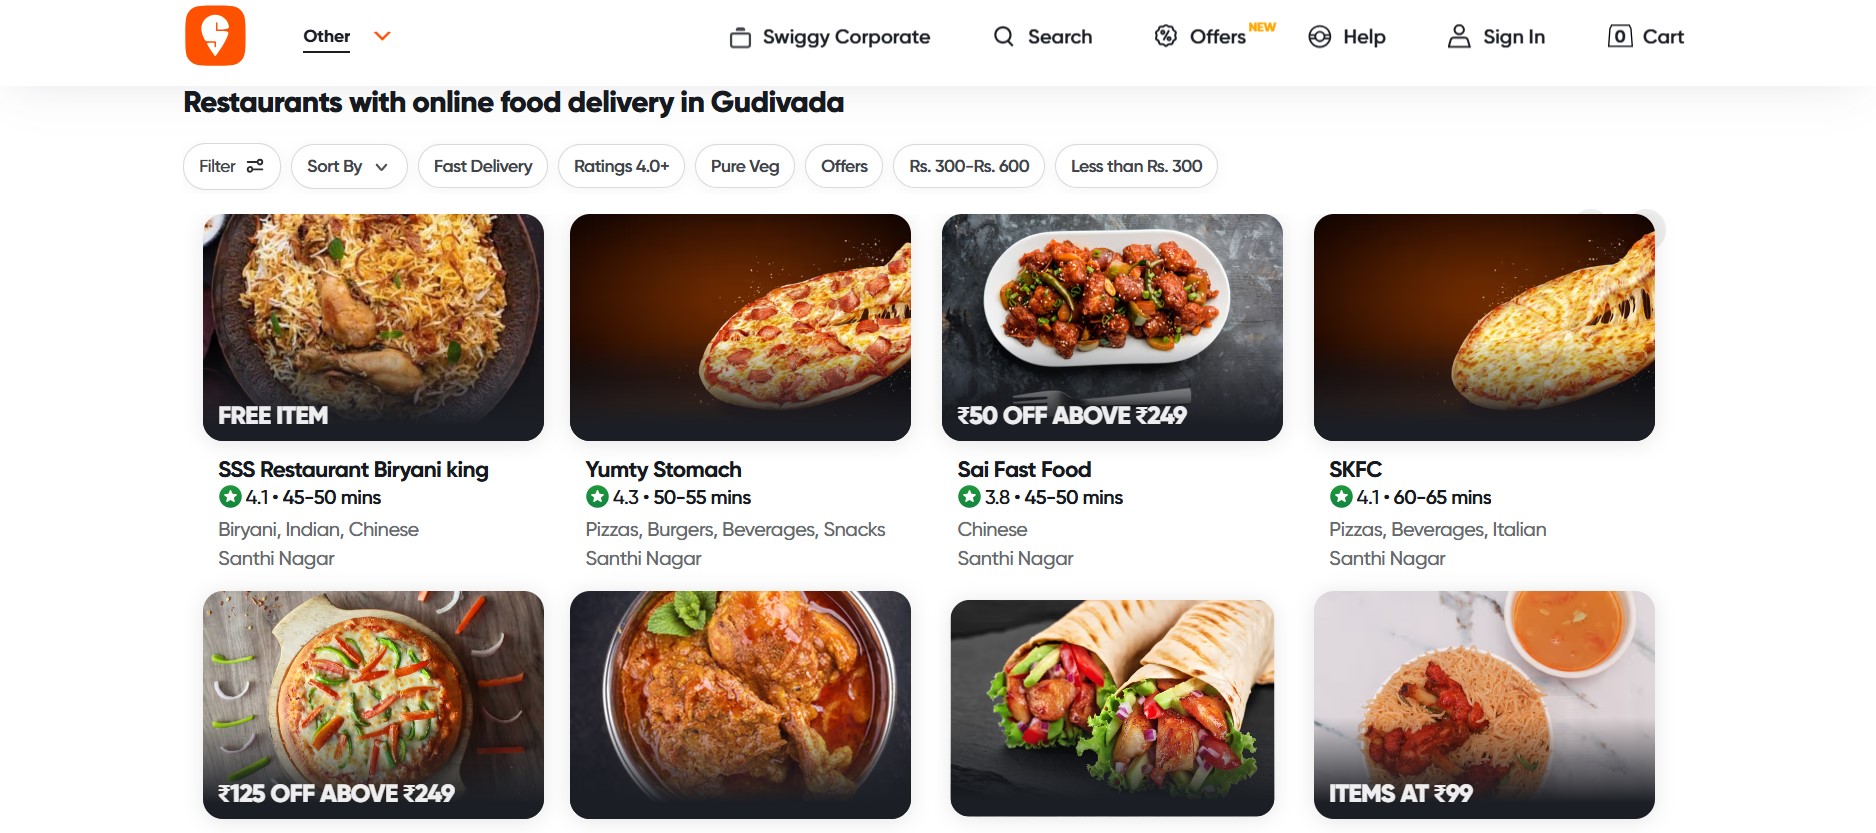 Other
Swiggy Corporate
Search
Offers NEW
Help
Sign In
0 Cart
Restaurants with online food delivery in Gudivada
Filter
Sort By
Fast Delivery
Ratings 4.0+
Pure Veg
Offers
Rs. 300-Rs. 600
Less than Rs. 300
FREE ITEM
SSS Restaurant Biryani king
4.1 • 45-50 mins
Biryani, Indian, Chinese
Santhi Nagar
Yumty Stomach
4.3 • 50-55 mins
Pizzas, Burgers, Beverages, Snacks
Santhi Nagar
₹50 OFF ABOVE ₹249
Sai Fast Food
3.8 • 45-50 mins
Chinese
Santhi Nagar
SKFC
4.1 • 60-65 mins
Pizzas, Beverages, Italian
Santhi Nagar
₹125 OFF ABOVE ₹249
ITEMS AT ₹99